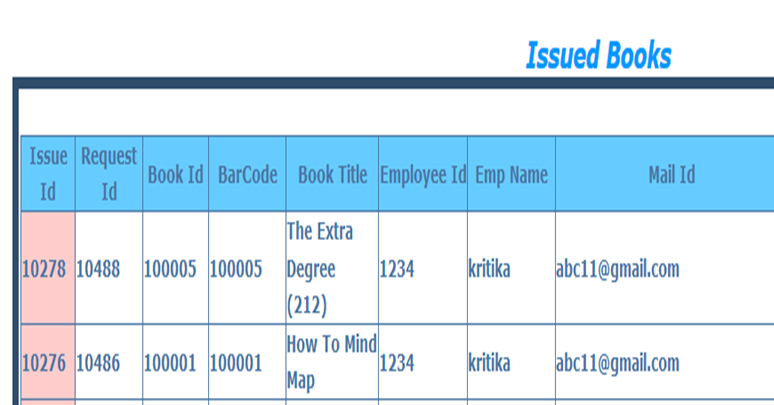 Issued Books
Issue Id Request Id Book Id BarCode Book Title Employee Id Emp Name Mail Id
10278 10488 100005 100005 The Extra Degree (212) 1234 kritika abc11@gmail.com
10276 10486 100001 100001 How To Mind Map 1234 kritika abc11@gmail.com